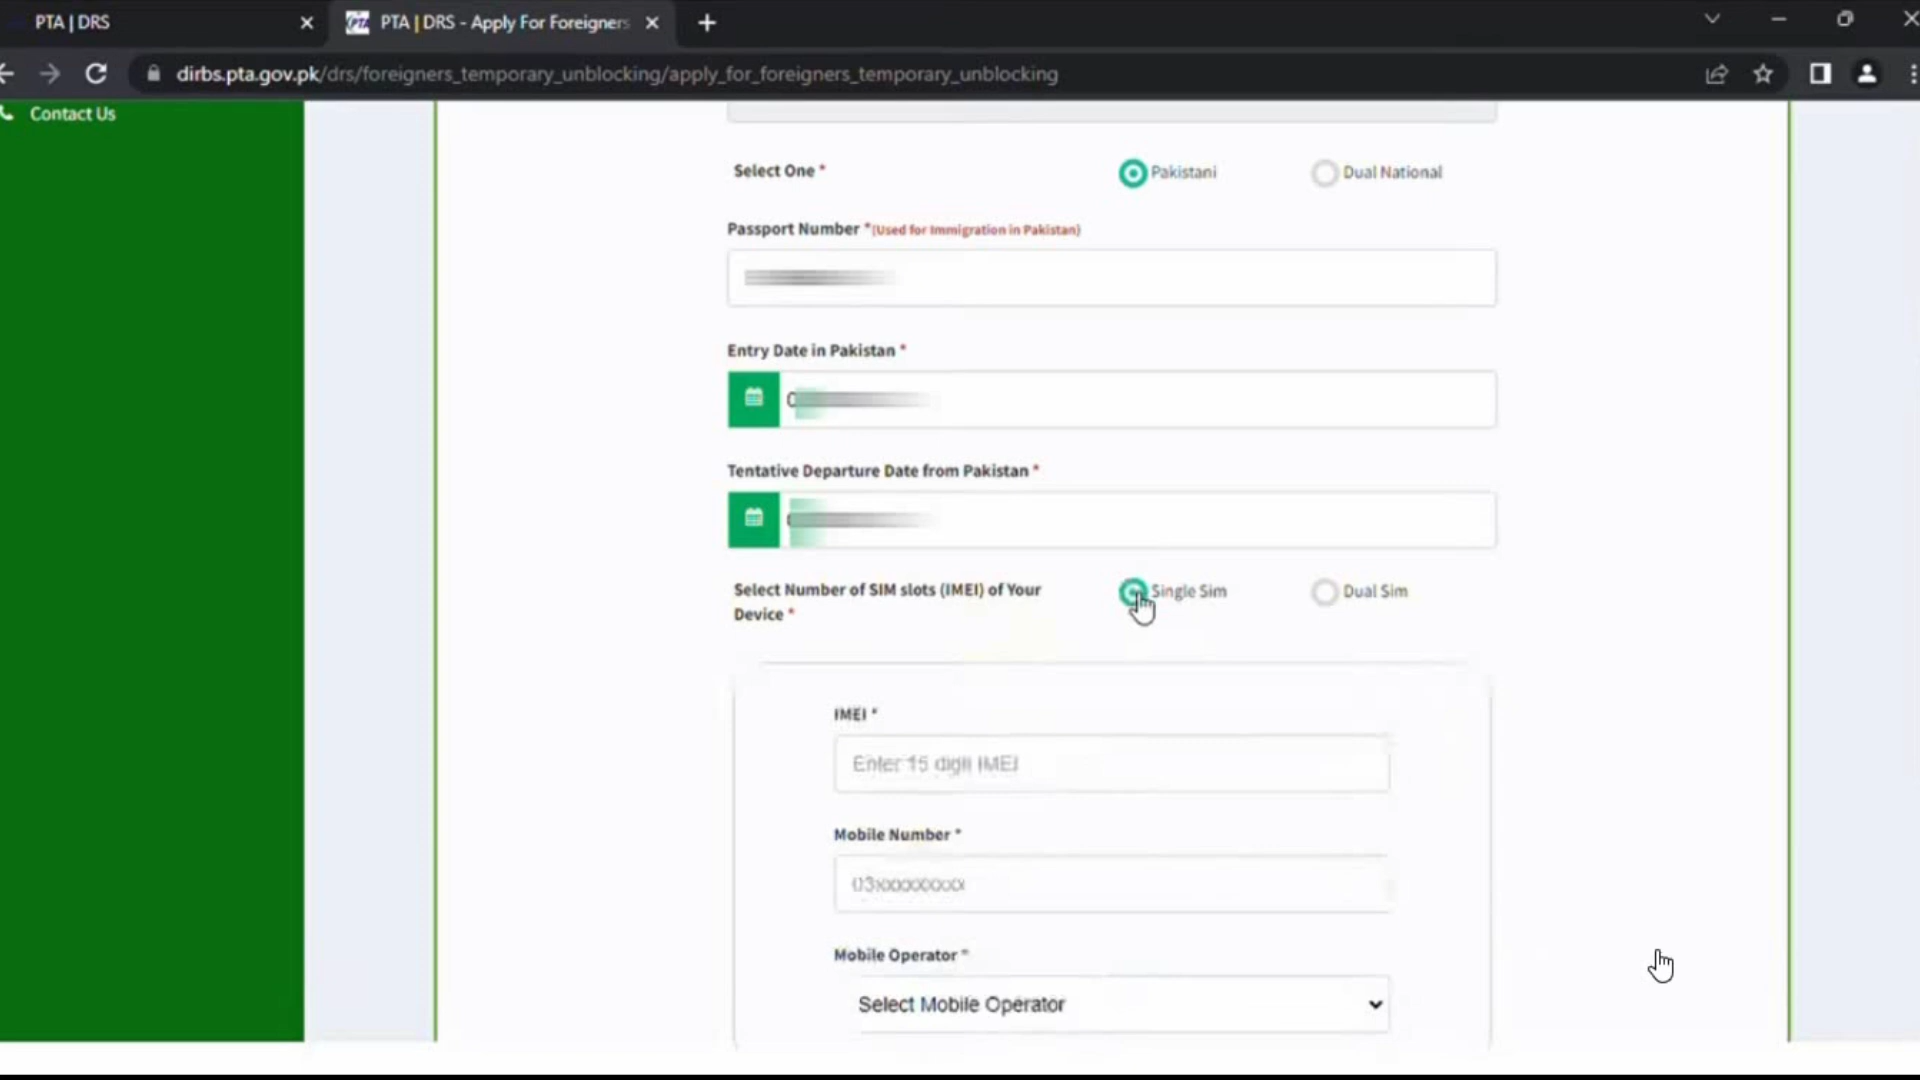 PTA | DRS
PTA | DRS - Apply For Foreigners
dirbs.pta.gov.pk/drs/foreigners_temporary_unblocking/apply_for_foreigners_temporary_unblocking
Contact Us
Select One *
Pakistani
Dual National
Passport Number *(Used for Immigration in Pakistan)
Entry Date in Pakistan *
Tentative Departure Date from Pakistan *
Select Number of SIM slots (IMEI) of Your
Device *
Single Sim
Dual Sim
IMEI *
Enter 15 digit IMEI
Mobile Number *
03xxxxxxxxx
Mobile Operator *
Select Mobile Operator